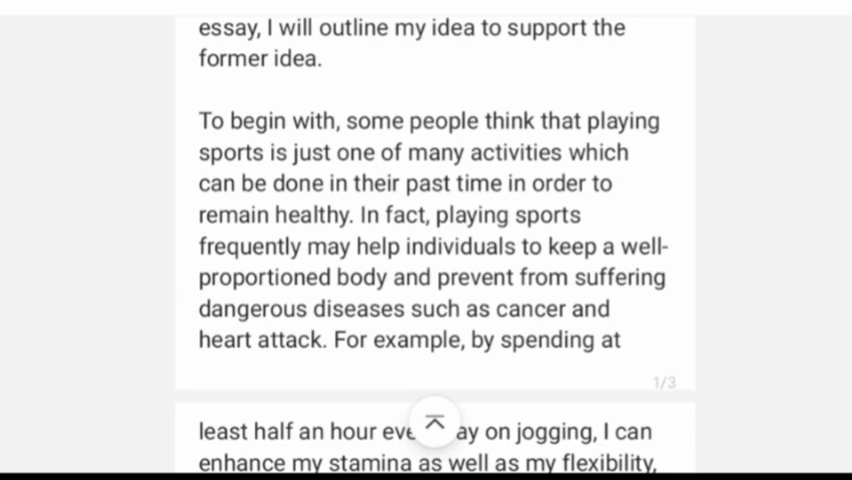 essay, I will outline my idea to support the
former idea.
To begin with, some people think that playing
sports is just one of many activities which
can be done in their past time in order to
remain healthy. In fact, playing sports
frequently may help individuals to keep a well-
proportioned body and prevent from suffering
dangerous diseases such as cancer and
heart attack. For example, by spending at
1/3
least half an hour on jogging, I can
enhance my stamina as well as my flexibility,